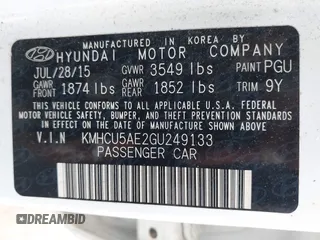 MANUFACTURED IN KOREA BY
HYUNDAI MOTOR COMPANY
JUL/28/15 GVWR 3549 lbs PAINT PGU
GAWR FRONT 1874 lbs GAWR REAR 1852 lbs TRIM 9Y
THIS VEHICLE CONFORMS TO ALL APPLICABLE U.S. FEDERAL MOTOR
VEHICLE SAFETY, BUMPER, AND THEFT PREVENTION STANDARDS
IN EFFECT ON THE DATE OF MANUFACTURE SHOWN ABOVE.
V.I.N KMHCU5AE2GU249133
PASSENGER CAR
DREAMBID